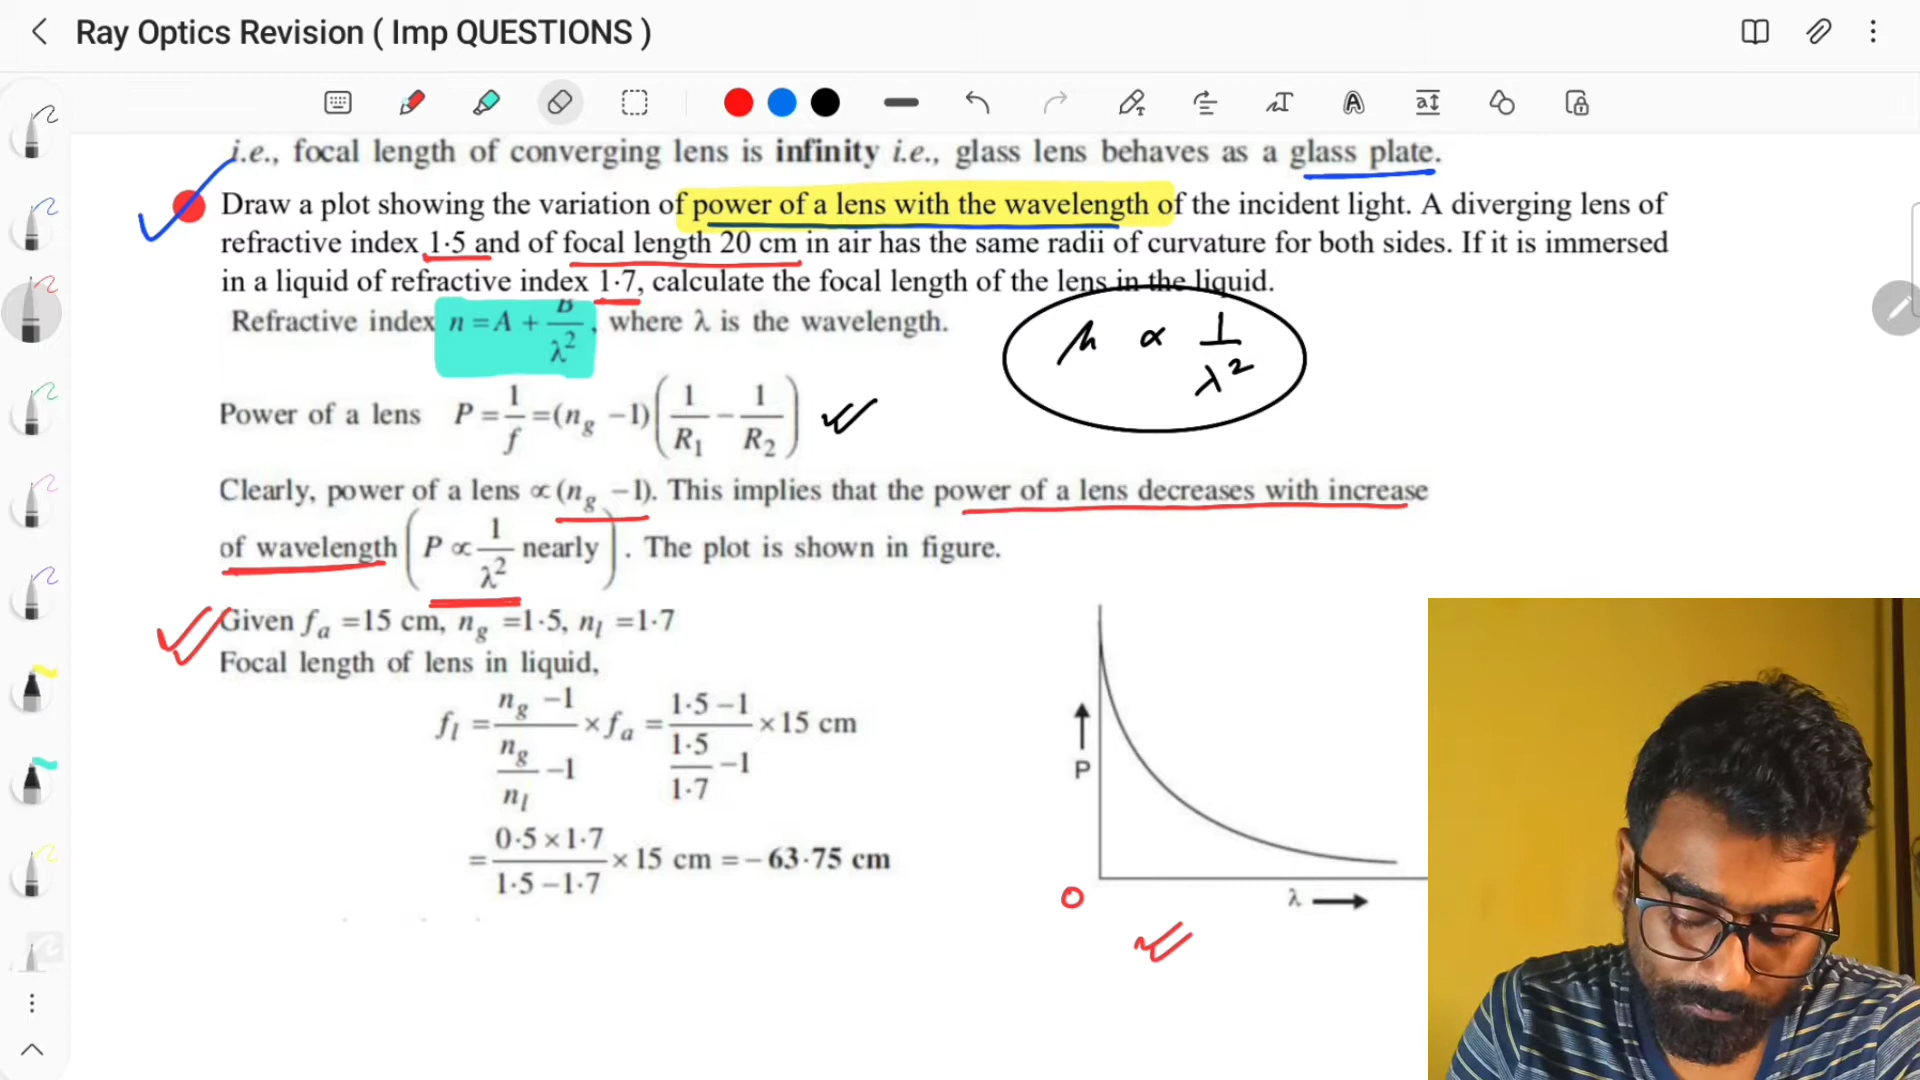 Ray Optics Revision ( Imp QUESTIONS )
i.e., focal length of converging lens is infinity i.e., glass lens behaves as a glass plate.
Draw a plot showing the variation of power of a lens with the wavelength of the incident light. A diverging lens of
refractive index 1·5 and of focal length 20 cm in air has the same radii of curvature for both sides. If it is immersed
in a liquid of refractive index 1·7, calculate the focal length of the lens in the liquid.
Refractive index n = A + B/λ², where λ is the wavelength.
μ ∝ 1/λ²
Power of a lens P = 1/f = (n_g − 1)(1/R₁ − 1/R₂)
Clearly, power of a lens ∝ (n_g − 1). This implies that the power of a lens decreases with increase
of wavelength (P ∝ 1/λ² nearly). The plot is shown in figure.
Given f_a = 15 cm, n_g = 1·5, n_l = 1·7
Focal length of lens in liquid,
f_l = (n_g − 1)/(n_g/n_l − 1) × f_a = (1·5 − 1)/(1·5/1·7 − 1) × 15 cm
= (0·5 × 1·7)/(1·5 − 1·7) × 15 cm = − 63·75 cm
P
O
λ